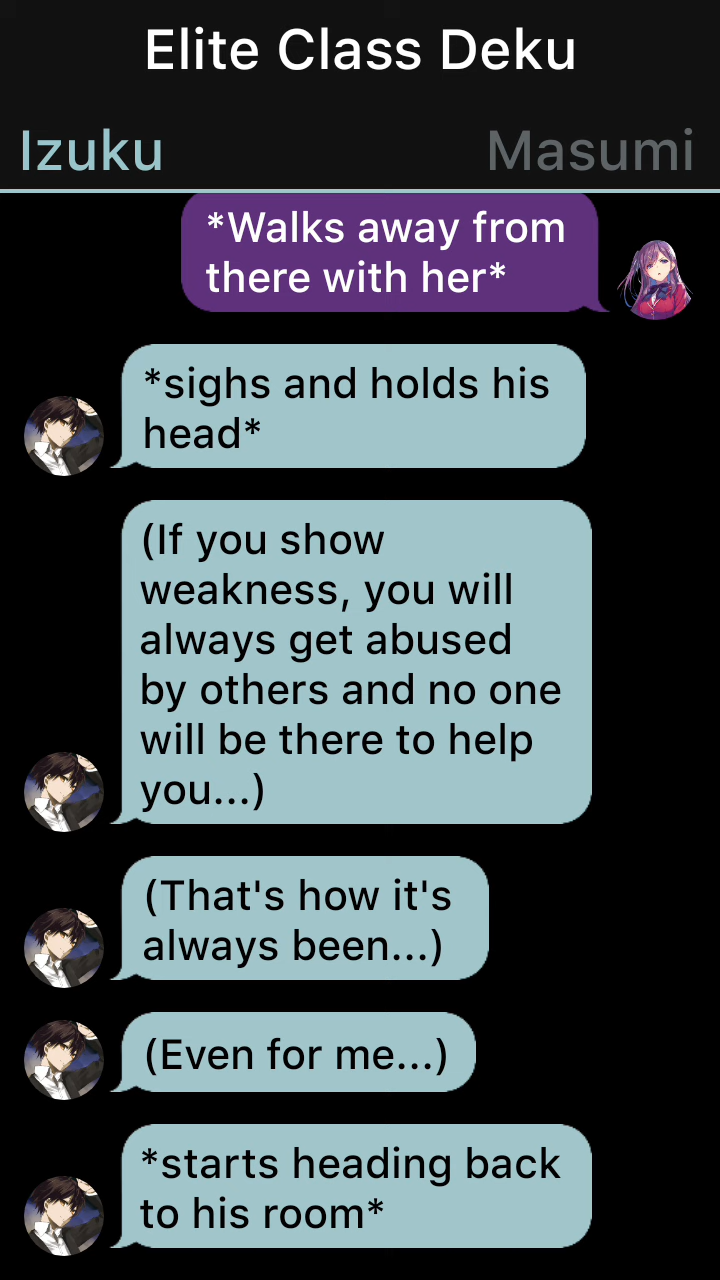 Elite Class Deku
Izuku
Masumi
*Walks away from
there with her*
*sighs and holds his
head*
(If you show
weakness, you will
always get abused
by others and no one
will be there to help
you...)
(That's how it's
always been...)
(Even for me...)
*starts heading back
to his room*